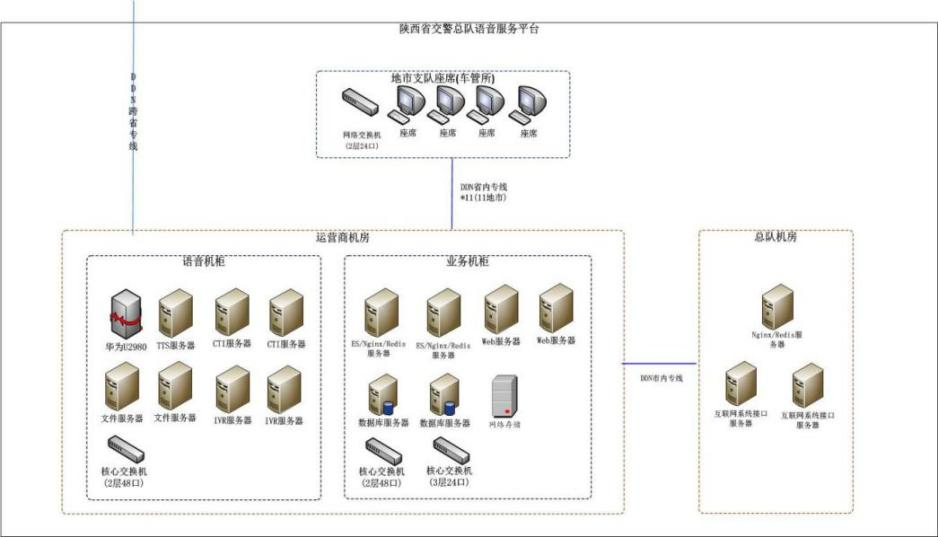 陕西省交警总队语音服务平台
DDN跨省专线
地市支队座席(车管所)
网络交换机
(2层24口)
座席
座席
座席
座席
DDN省内专线
*11(11地市)
运营商机房
语音机柜
华为U2980
TTS服务器
CTI服务器
CTI服务器
文件服务器
文件服务器
IVR服务器
IVR服务器
核心交换机
(2层48口)
业务机柜
ES/Nginx/Redis
服务器
ES/Nginx/Redis
服务器
Web服务器
Web服务器
数据库服务器
数据库服务器
网络存储
核心交换机
(2层48口)
核心交换机
(3层24口)
DDN市内专线
总队机房
Nginx/Redis服
务器
互联网系统接口
服务器
互联网系统接口
服务器